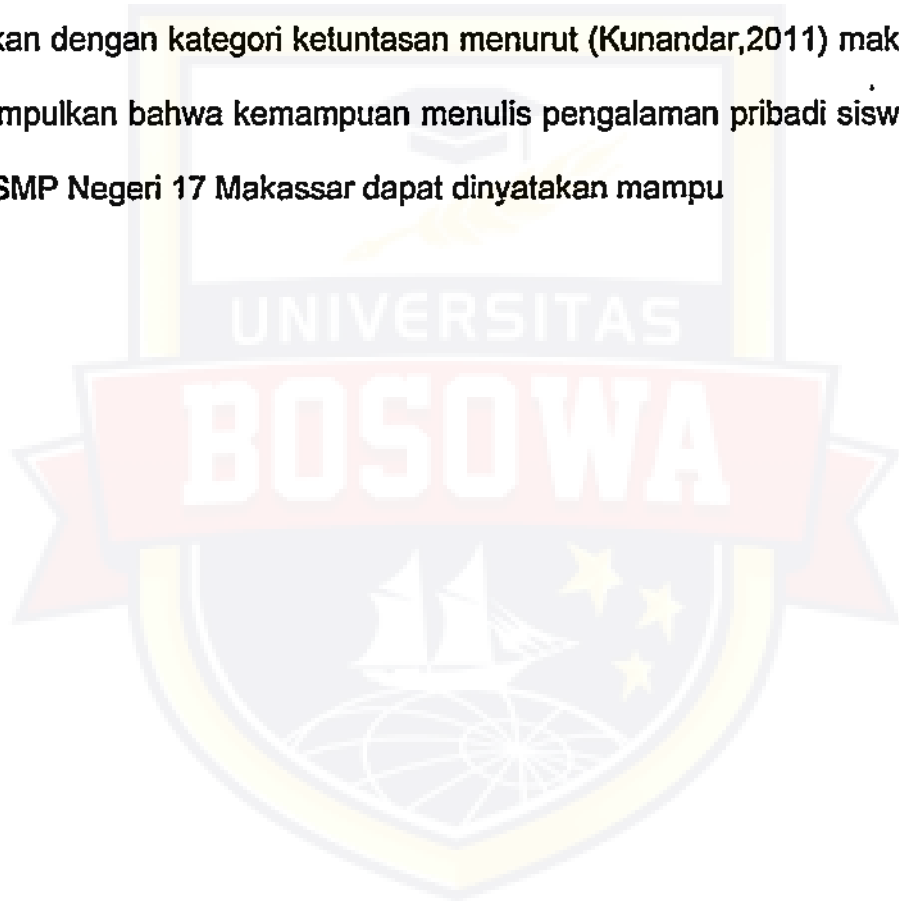 kan dengan kategori ketuntasan menurut (Kunandar,2011) mak
mpulkan bahwa kemampuan menulis pengalaman pribadi sisw
SMP Negeri 17 Makassar dapat dinyatakan mampu
UNIVERSITAS
BOSOWA